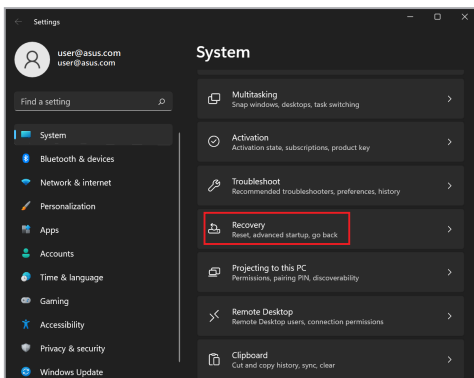 Settings
user@asus.com
user@asus.com
Find a setting
System
Bluetooth & devices
Network & internet
Personalization
Apps
Accounts
Time & language
Gaming
Accessibility
Privacy & security
Windows Update
System
Multitasking
Snap windows, desktops, task switching
Activation
Activation state, subscriptions, product key
Troubleshoot
Recommended troubleshooters, preferences, history
Recovery
Reset, advanced startup, go back
Projecting to this PC
Permissions, pairing PIN, discoverability
Remote Desktop
Remote Desktop users, connection permissions
Clipboard
Cut and copy history, sync, clear